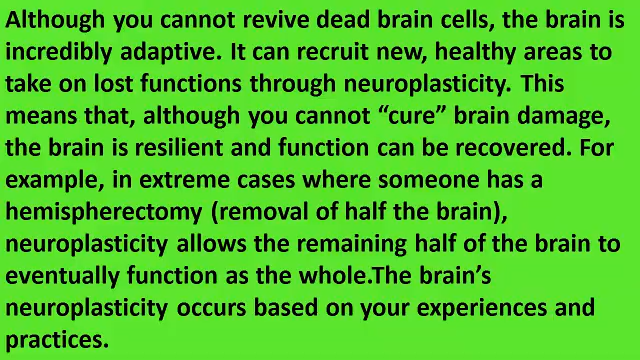 Although you cannot revive dead brain cells, the brain is
incredibly adaptive. It can recruit new, healthy areas to
take on lost functions through neuroplasticity. This
means that, although you cannot “cure” brain damage,
the brain is resilient and function can be recovered. For
example, in extreme cases where someone has a
hemispherectomy (removal of half the brain),
neuroplasticity allows the remaining half of the brain to
eventually function as the whole.The brain’s
neuroplasticity occurs based on your experiences and
practices.